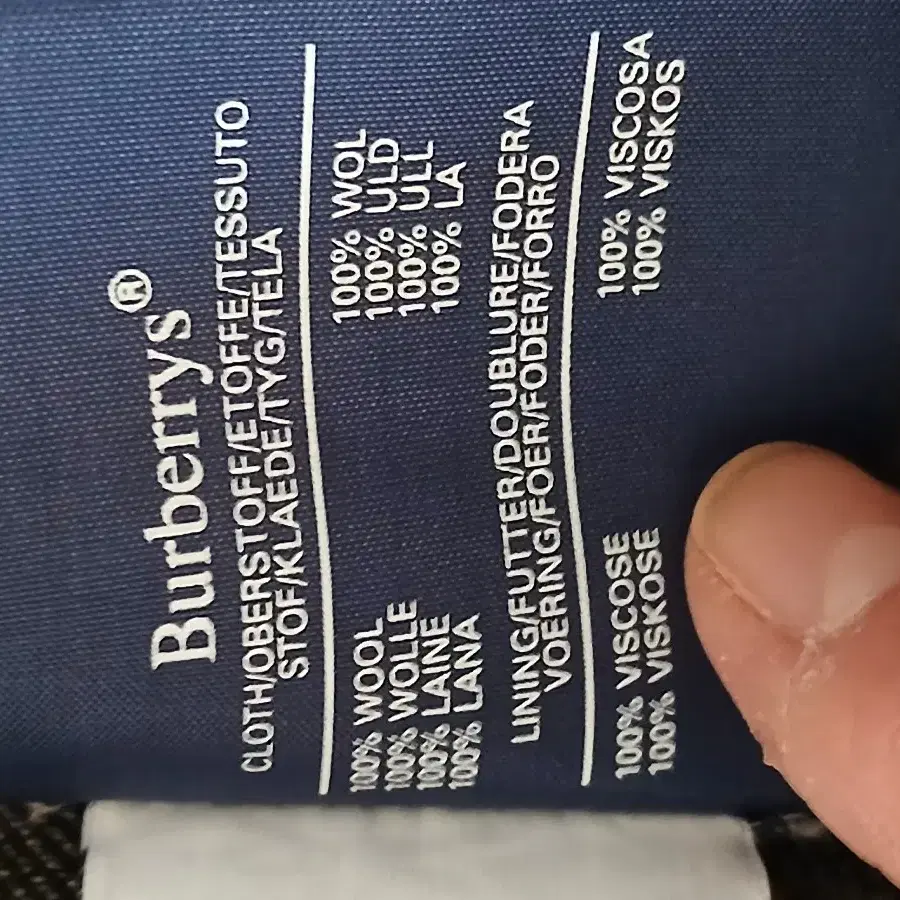 Burberrys®
CLOTH/OBERSTOFF/ETOFFE/TESSUTO
STOF/KLAEDE/TYG/TELA
100% WOOL 100% WOL
100% WOLLE 100% ULD
100% LAINE 100% ULL
100% LANA 100% LA
LINING/FUTTER/DOUBLURE/FODERA
VOERING/FOER/FODER/FORRO
100% VISCOSE 100% VISCOSA
100% VISKOSE 100% VISKOS